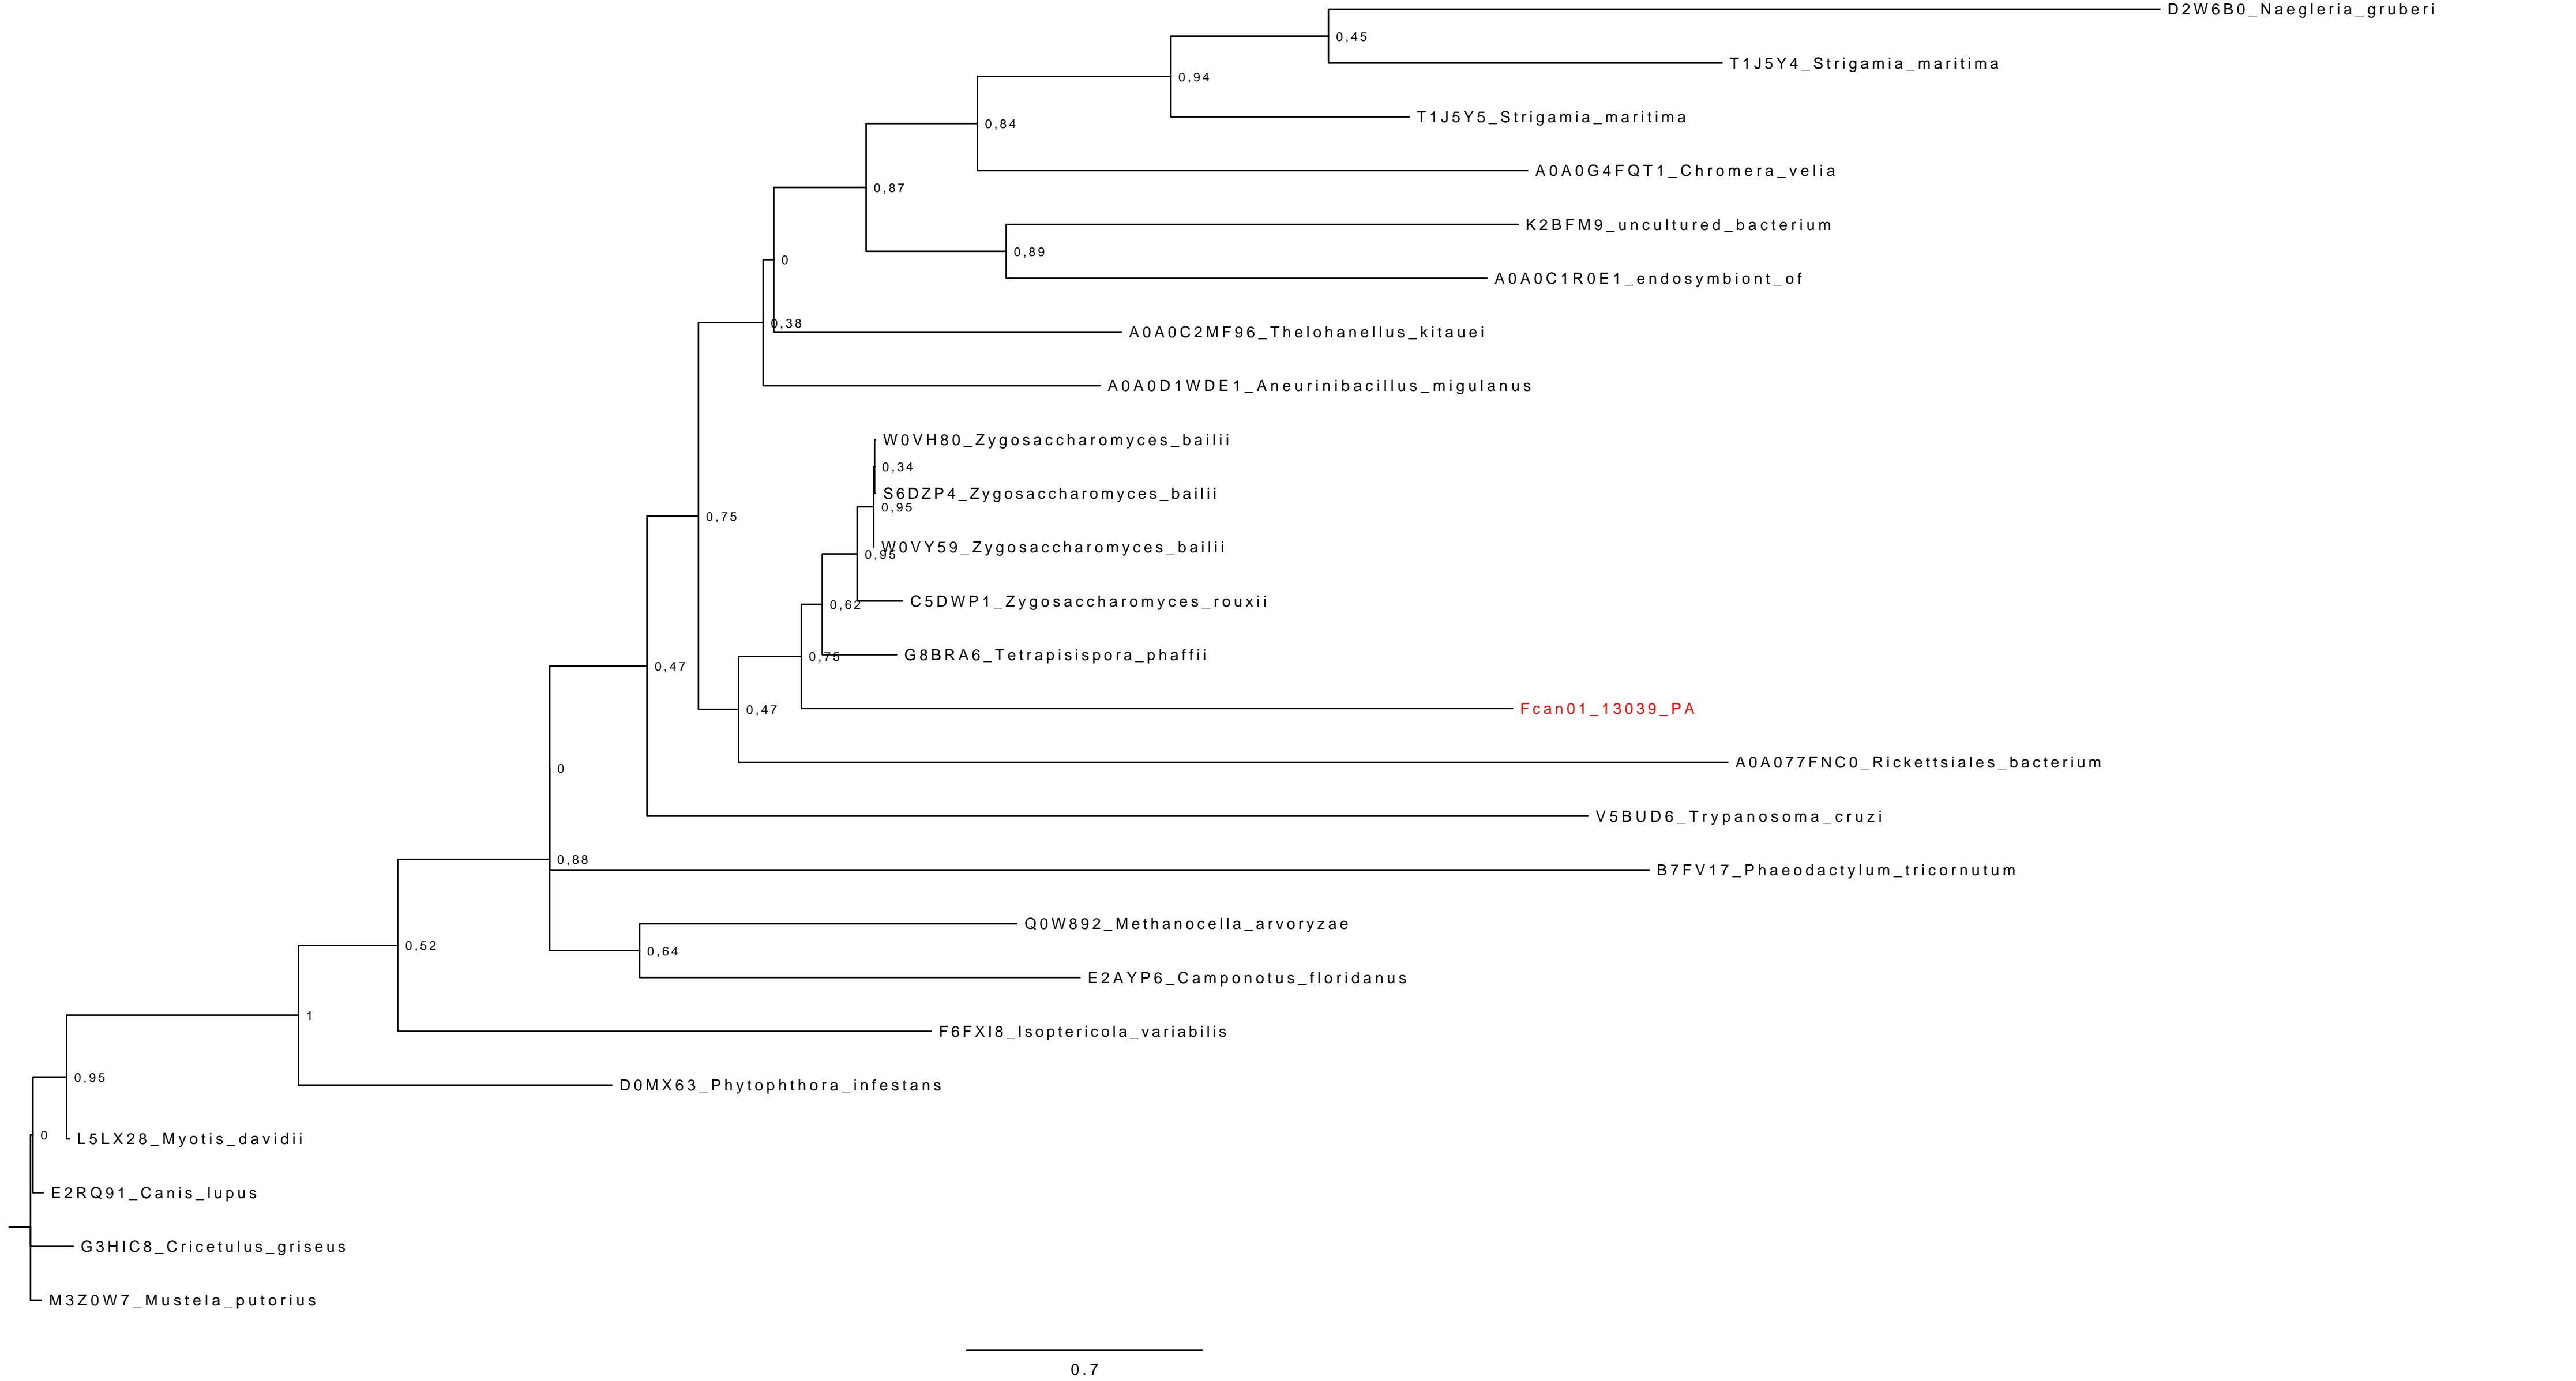 D2W6B0_Naegleria_gruberi
0,45
T1J5Y4_Strigamia_maritima
0,94
T1J5Y5_Strigamia_maritima
0,84
A0A0G4FQT1_Chromera_velia
0,87
K2BFM9_uncultured_bacterium
0,89
A0A0C1R0E1_endosymbiont_of
0
0,38
A0A0C2MF96_Thelohanellus_kitauei
A0A0D1WDE1_Aneurinibacillus_migulanus
W0VH80_Zygosaccharomyces_bailii
0,34
S6DZP4_Zygosaccharomyces_bailii
0,95
0,75
W0VY59_Zygosaccharomyces_bailii
0,95
C5DWP1_Zygosaccharomyces_rouxii
0,62
G8BRA6_Tetrapisispora_phaffii
0,75
0,47
Fcan01_13039_PA
0,47
A0A077FNC0_Rickettsiales_bacterium
0
V5BUD6_Trypanosoma_cruzi
0,88
B7FV17_Phaeodactylum_tricornutum
Q0W892_Methanocella_arvoryzae
0,52
0,64
E2AYP6_Camponotus_floridanus
1
F6FXI8_Isoptericola_variabilis
0,95
D0MX63_Phytophthora_infestans
0
L5LX28_Myotis_davidii
E2RQ91_Canis_lupus
G3HIC8_Cricetulus_griseus
M3Z0W7_Mustela_putorius
0.7